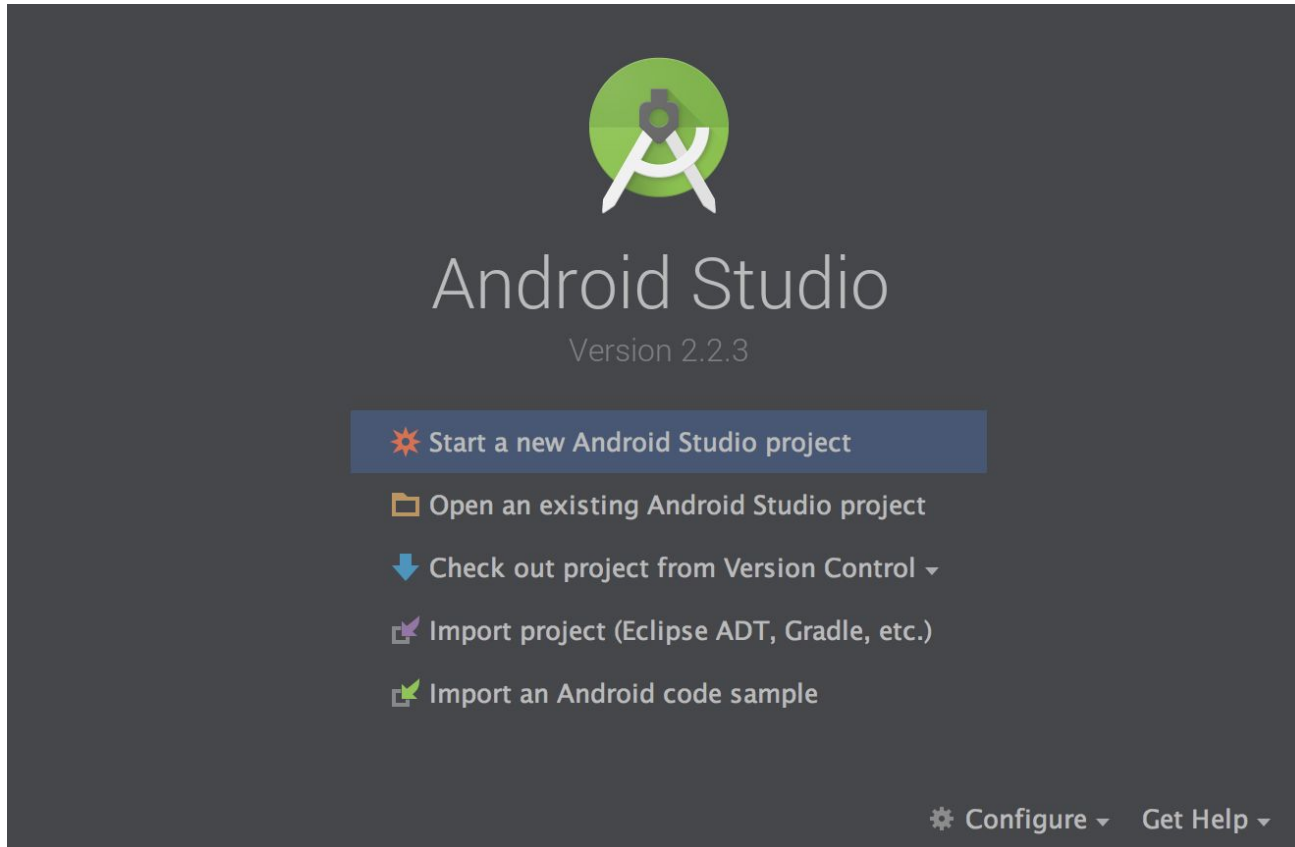 Android Studio
Version 2.2.3
Start a new Android Studio project
Open an existing Android Studio project
Check out project from Version Control
Import project (Eclipse ADT, Gradle, etc.)
Import an Android code sample
Configure Get Help